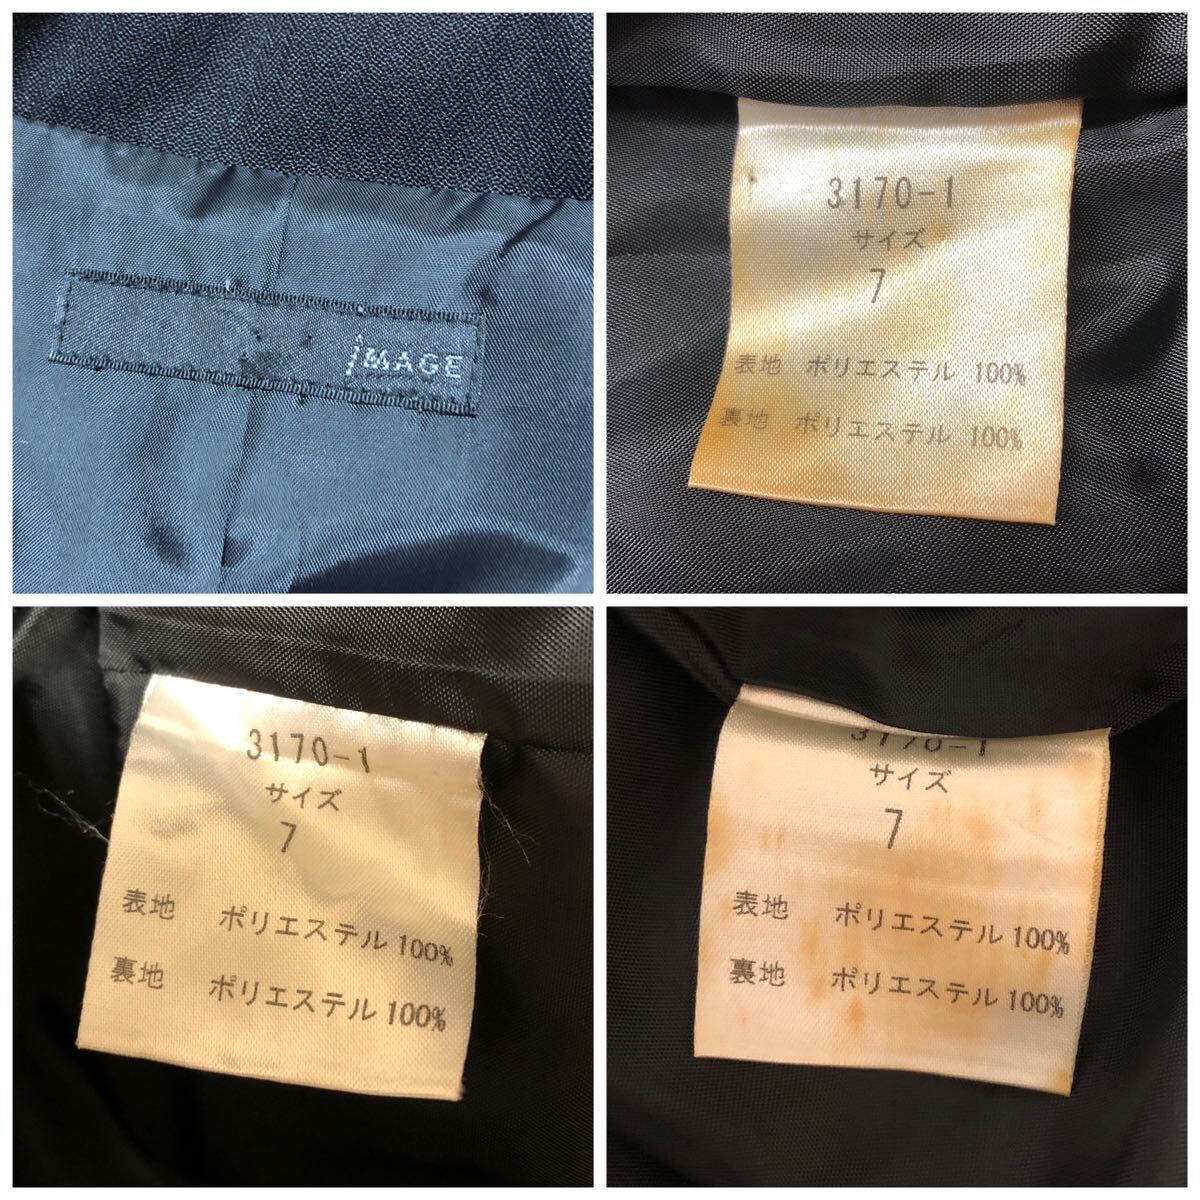 iMAGE
3170-1
サイズ
7
表地 ポリエステル 100%
裏地 ポリエステル 100%
3170-1
サイズ
7
表地 ポリエステル 100%
裏地 ポリエステル 100%
3170-1
サイズ
7
表地 ポリエステル 100%
裏地 ポリエステル 100%